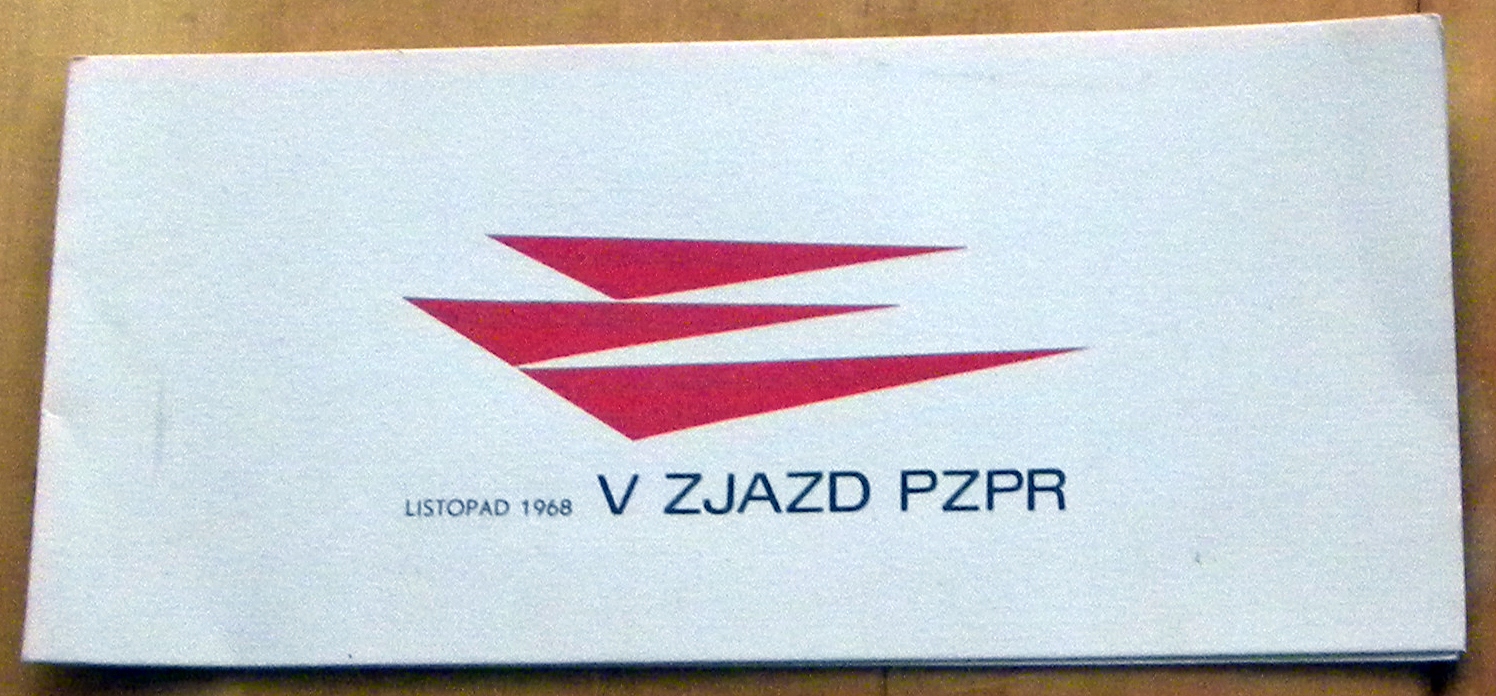 LISTOPAD 1968 V ZJAZD PZPR